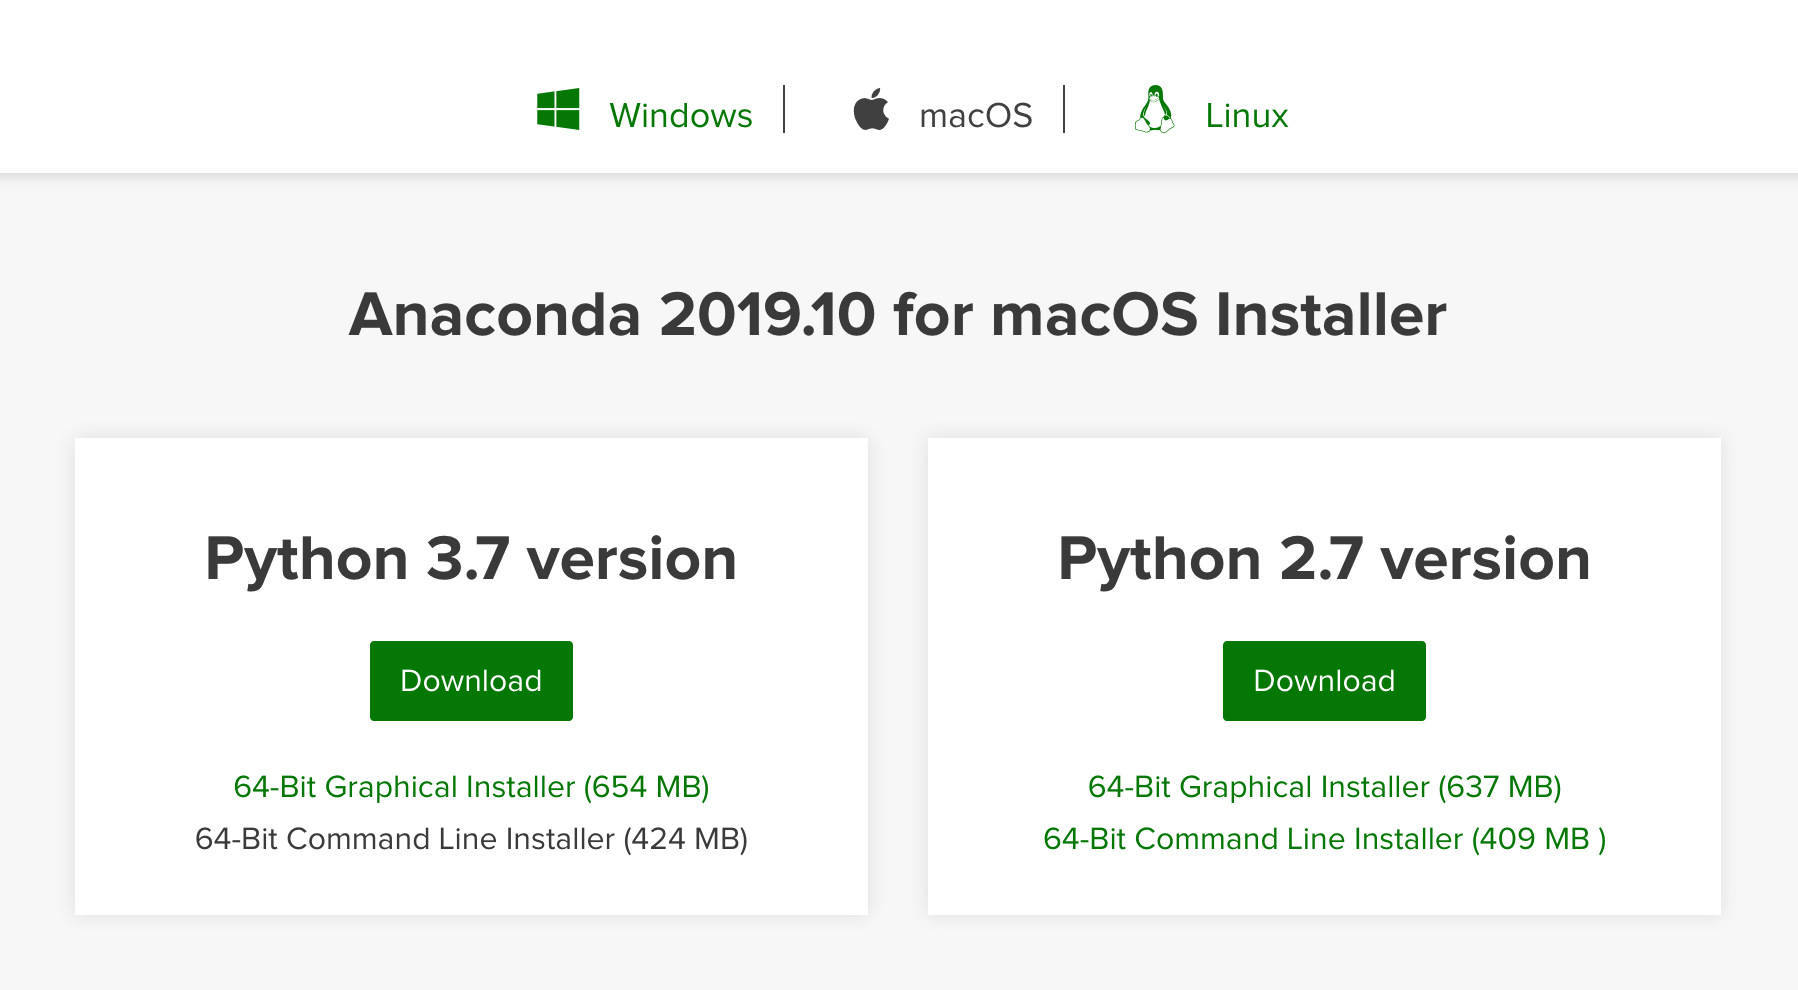 Windows macOS Linux
Anaconda 2019.10 for macOS Installer
Python 3.7 version
Download
64-Bit Graphical Installer (654 MB)
64-Bit Command Line Installer (424 MB)
Python 2.7 version
Download
64-Bit Graphical Installer (637 MB)
64-Bit Command Line Installer (409 MB )